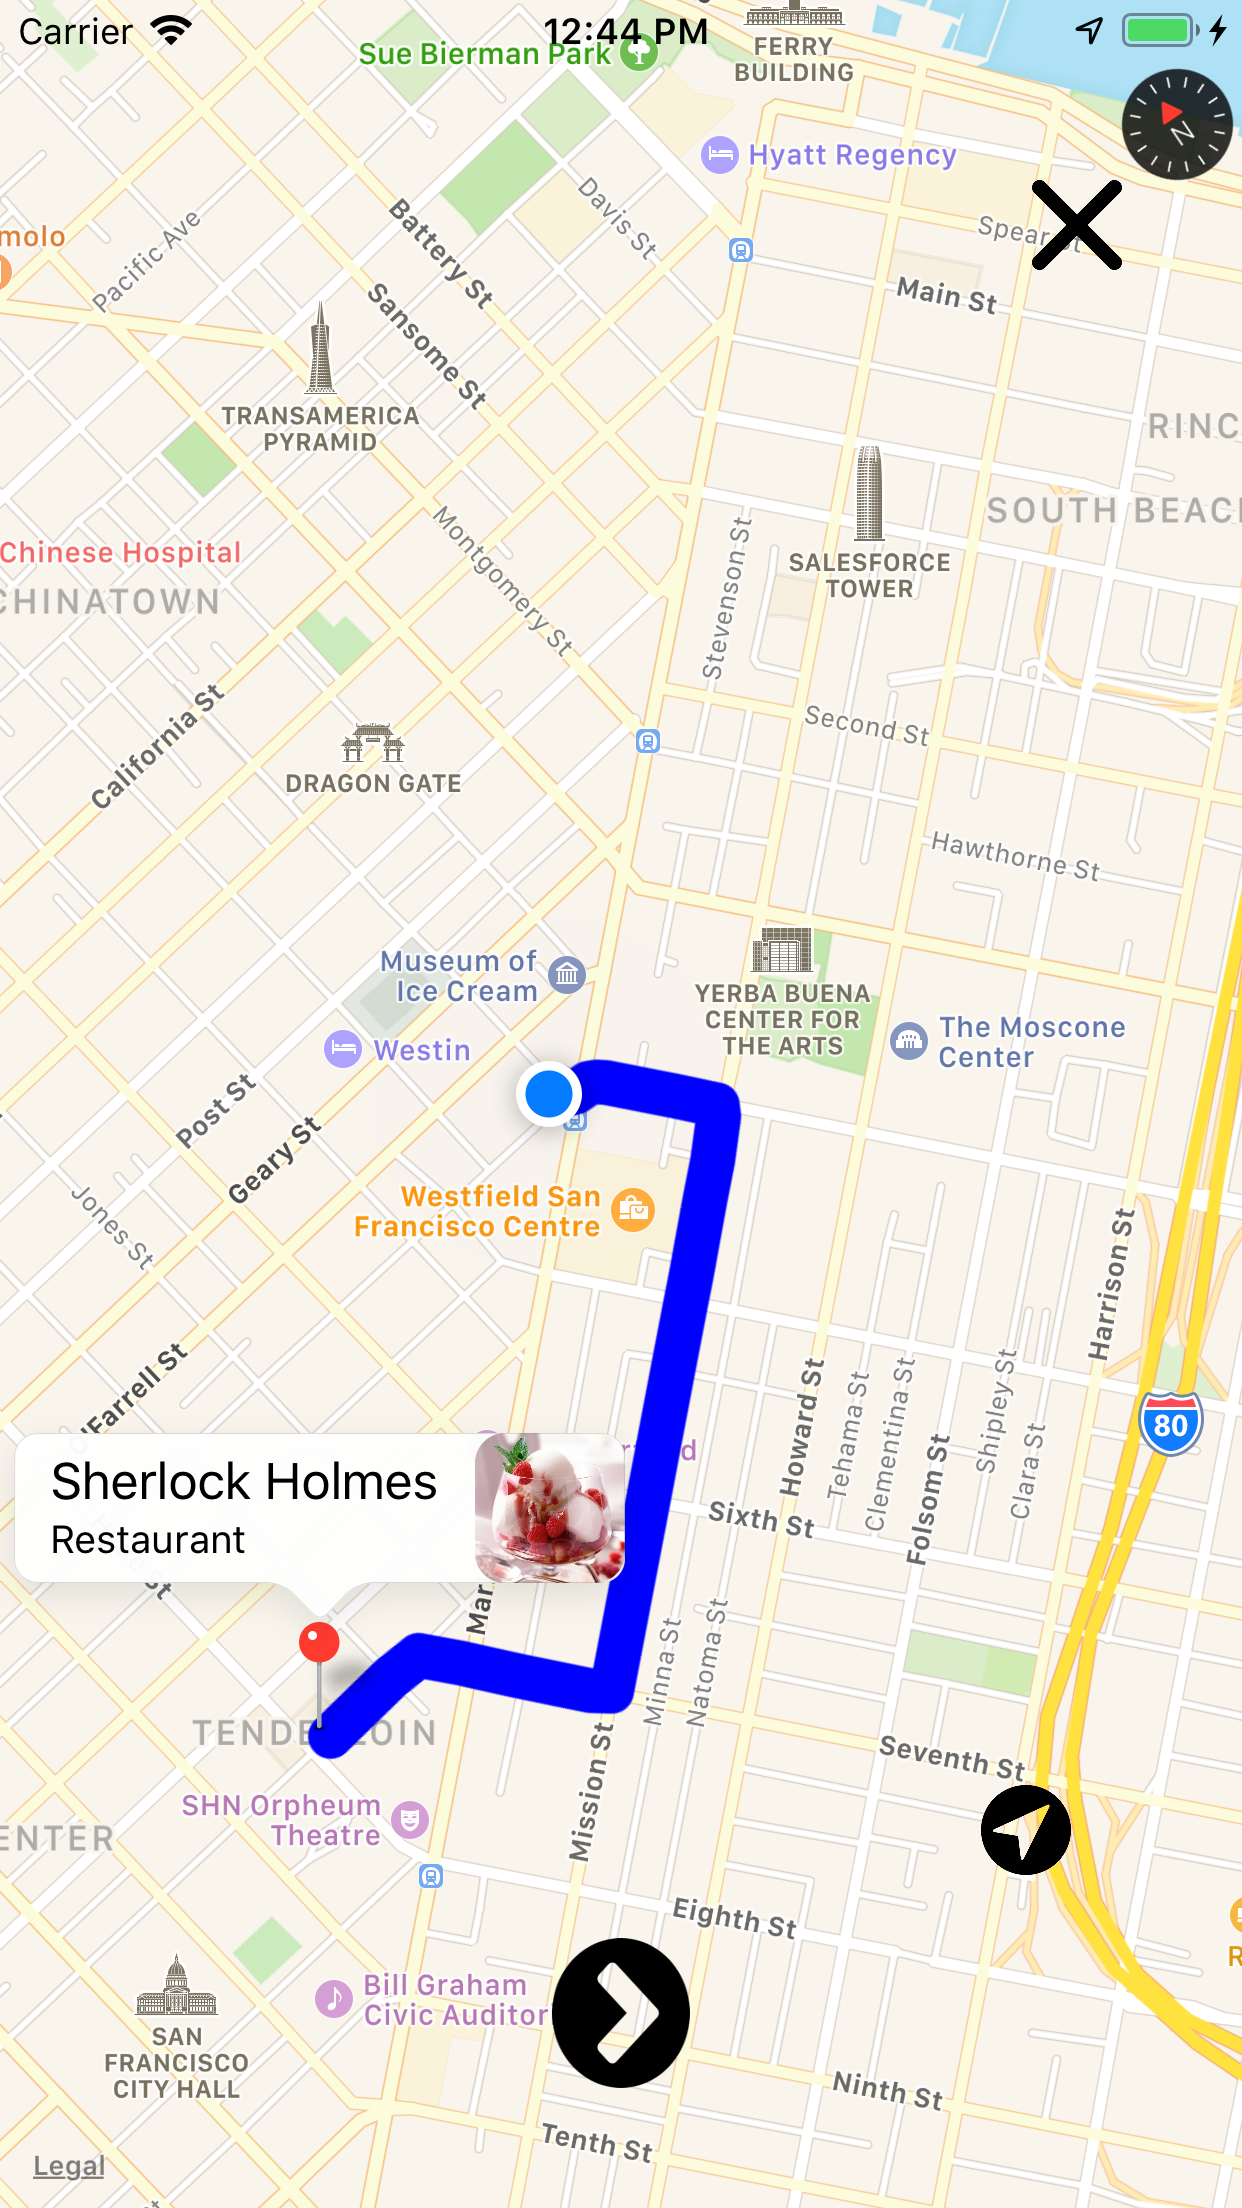 Carrier
12:44 PM
Sue Bierman Park
FERRY
BUILDING
N
Hyatt Regency
Davis St
Spear St
molo
Pacific Ave
Battery St
Main St
Sansome St
TRANSAMERICA
PYRAMID
RINC
SOUTH BEAC
Montgomery St
Stevenson St
SALESFORCE
TOWER
Chinese Hospital
CHINATOWN
California St
Second St
DRAGON GATE
Hawthorne St
Museum of
Ice Cream
YERBA BUENA
CENTER FOR
THE ARTS
The Moscone
Center
Westin
Post St
Geary St
Jones St
Westfield San
Francisco Centre
Harrison St
O'Farrell St
Howard St
Tehama St
Clementina St
Shipley St
Clara St
Folsom St
80
Sherlock Holmes
Restaurant
Sixth St
St
Mar
Minna St
Natoma St
TENDERLOIN
Mission St
Seventh St
SHN Orpheum
Theatre
ENTER
Eighth St
Bill Graham
Civic Auditor
SAN
FRANCISCO
CITY HALL
R
Ninth St
Tenth St
Legal